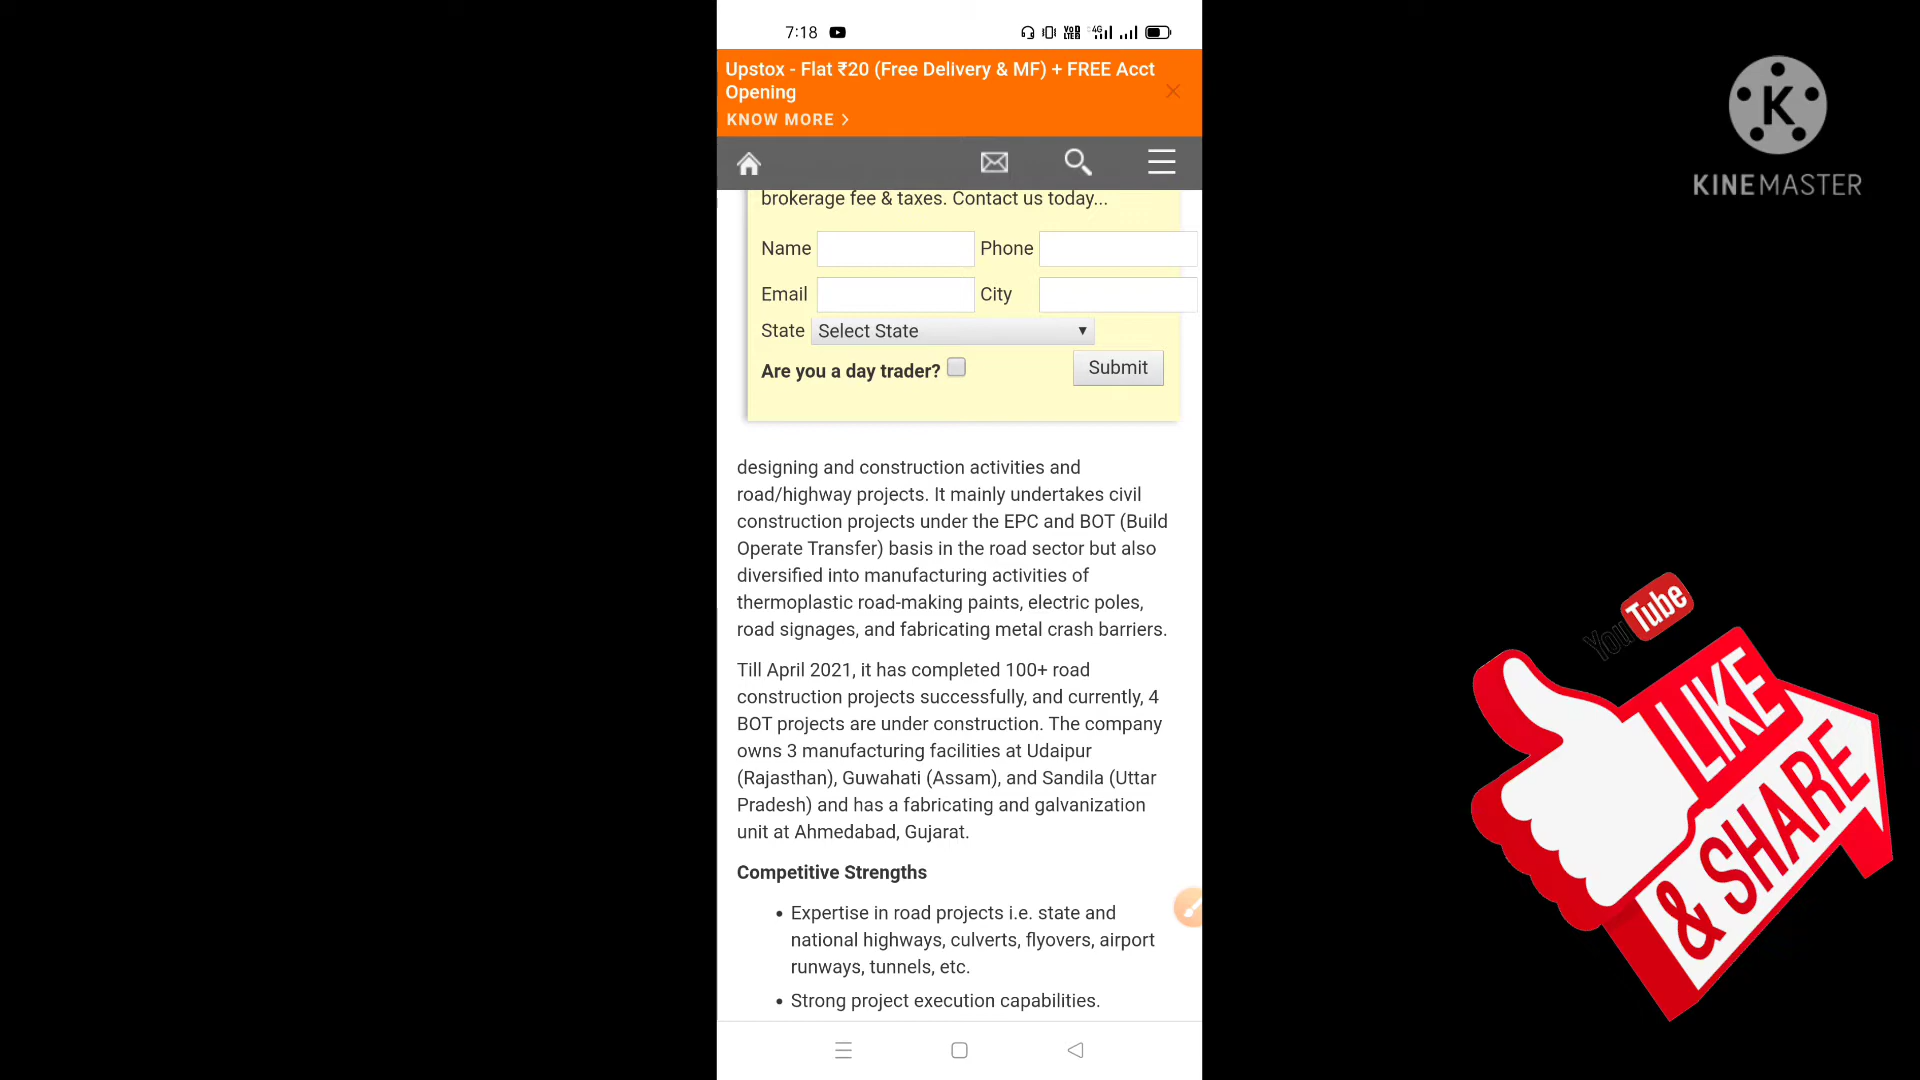 7:18
VoD LTE 4G
Upstox - Flat ₹20 (Free Delivery & MF) + FREE Acct
Opening
KNOW MORE >
brokerage fee & taxes. Contact us today...
Name Phone
Email City
State Select State
Are you a day trader? Submit
designing and construction activities and
road/highway projects. It mainly undertakes civil
construction projects under the EPC and BOT (Build
Operate Transfer) basis in the road sector but also
diversified into manufacturing activities of
thermoplastic road-making paints, electric poles,
road signages, and fabricating metal crash barriers.
Till April 2021, it has completed 100+ road
construction projects successfully, and currently, 4
BOT projects are under construction. The company
owns 3 manufacturing facilities at Udaipur
(Rajasthan), Guwahati (Assam), and Sandila (Uttar
Pradesh) and has a fabricating and galvanization
unit at Ahmedabad, Gujarat.
Competitive Strengths
• Expertise in road projects i.e. state and
national highways, culverts, flyovers, airport
runways, tunnels, etc.
• Strong project execution capabilities.
K
KINEMASTER
YouTube
LIKE
& SHARE